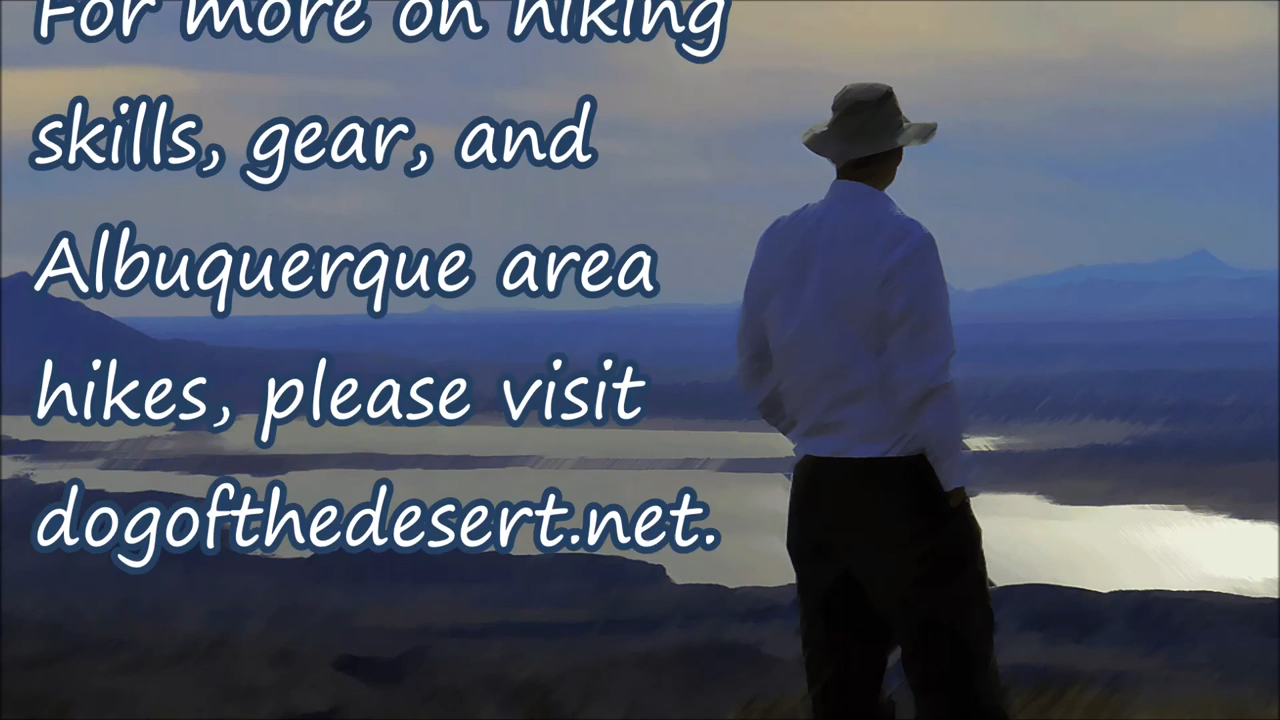 For more on hiking
skills, gear, and
Albuquerque area
hikes, please visit
dogofthedesert.net.